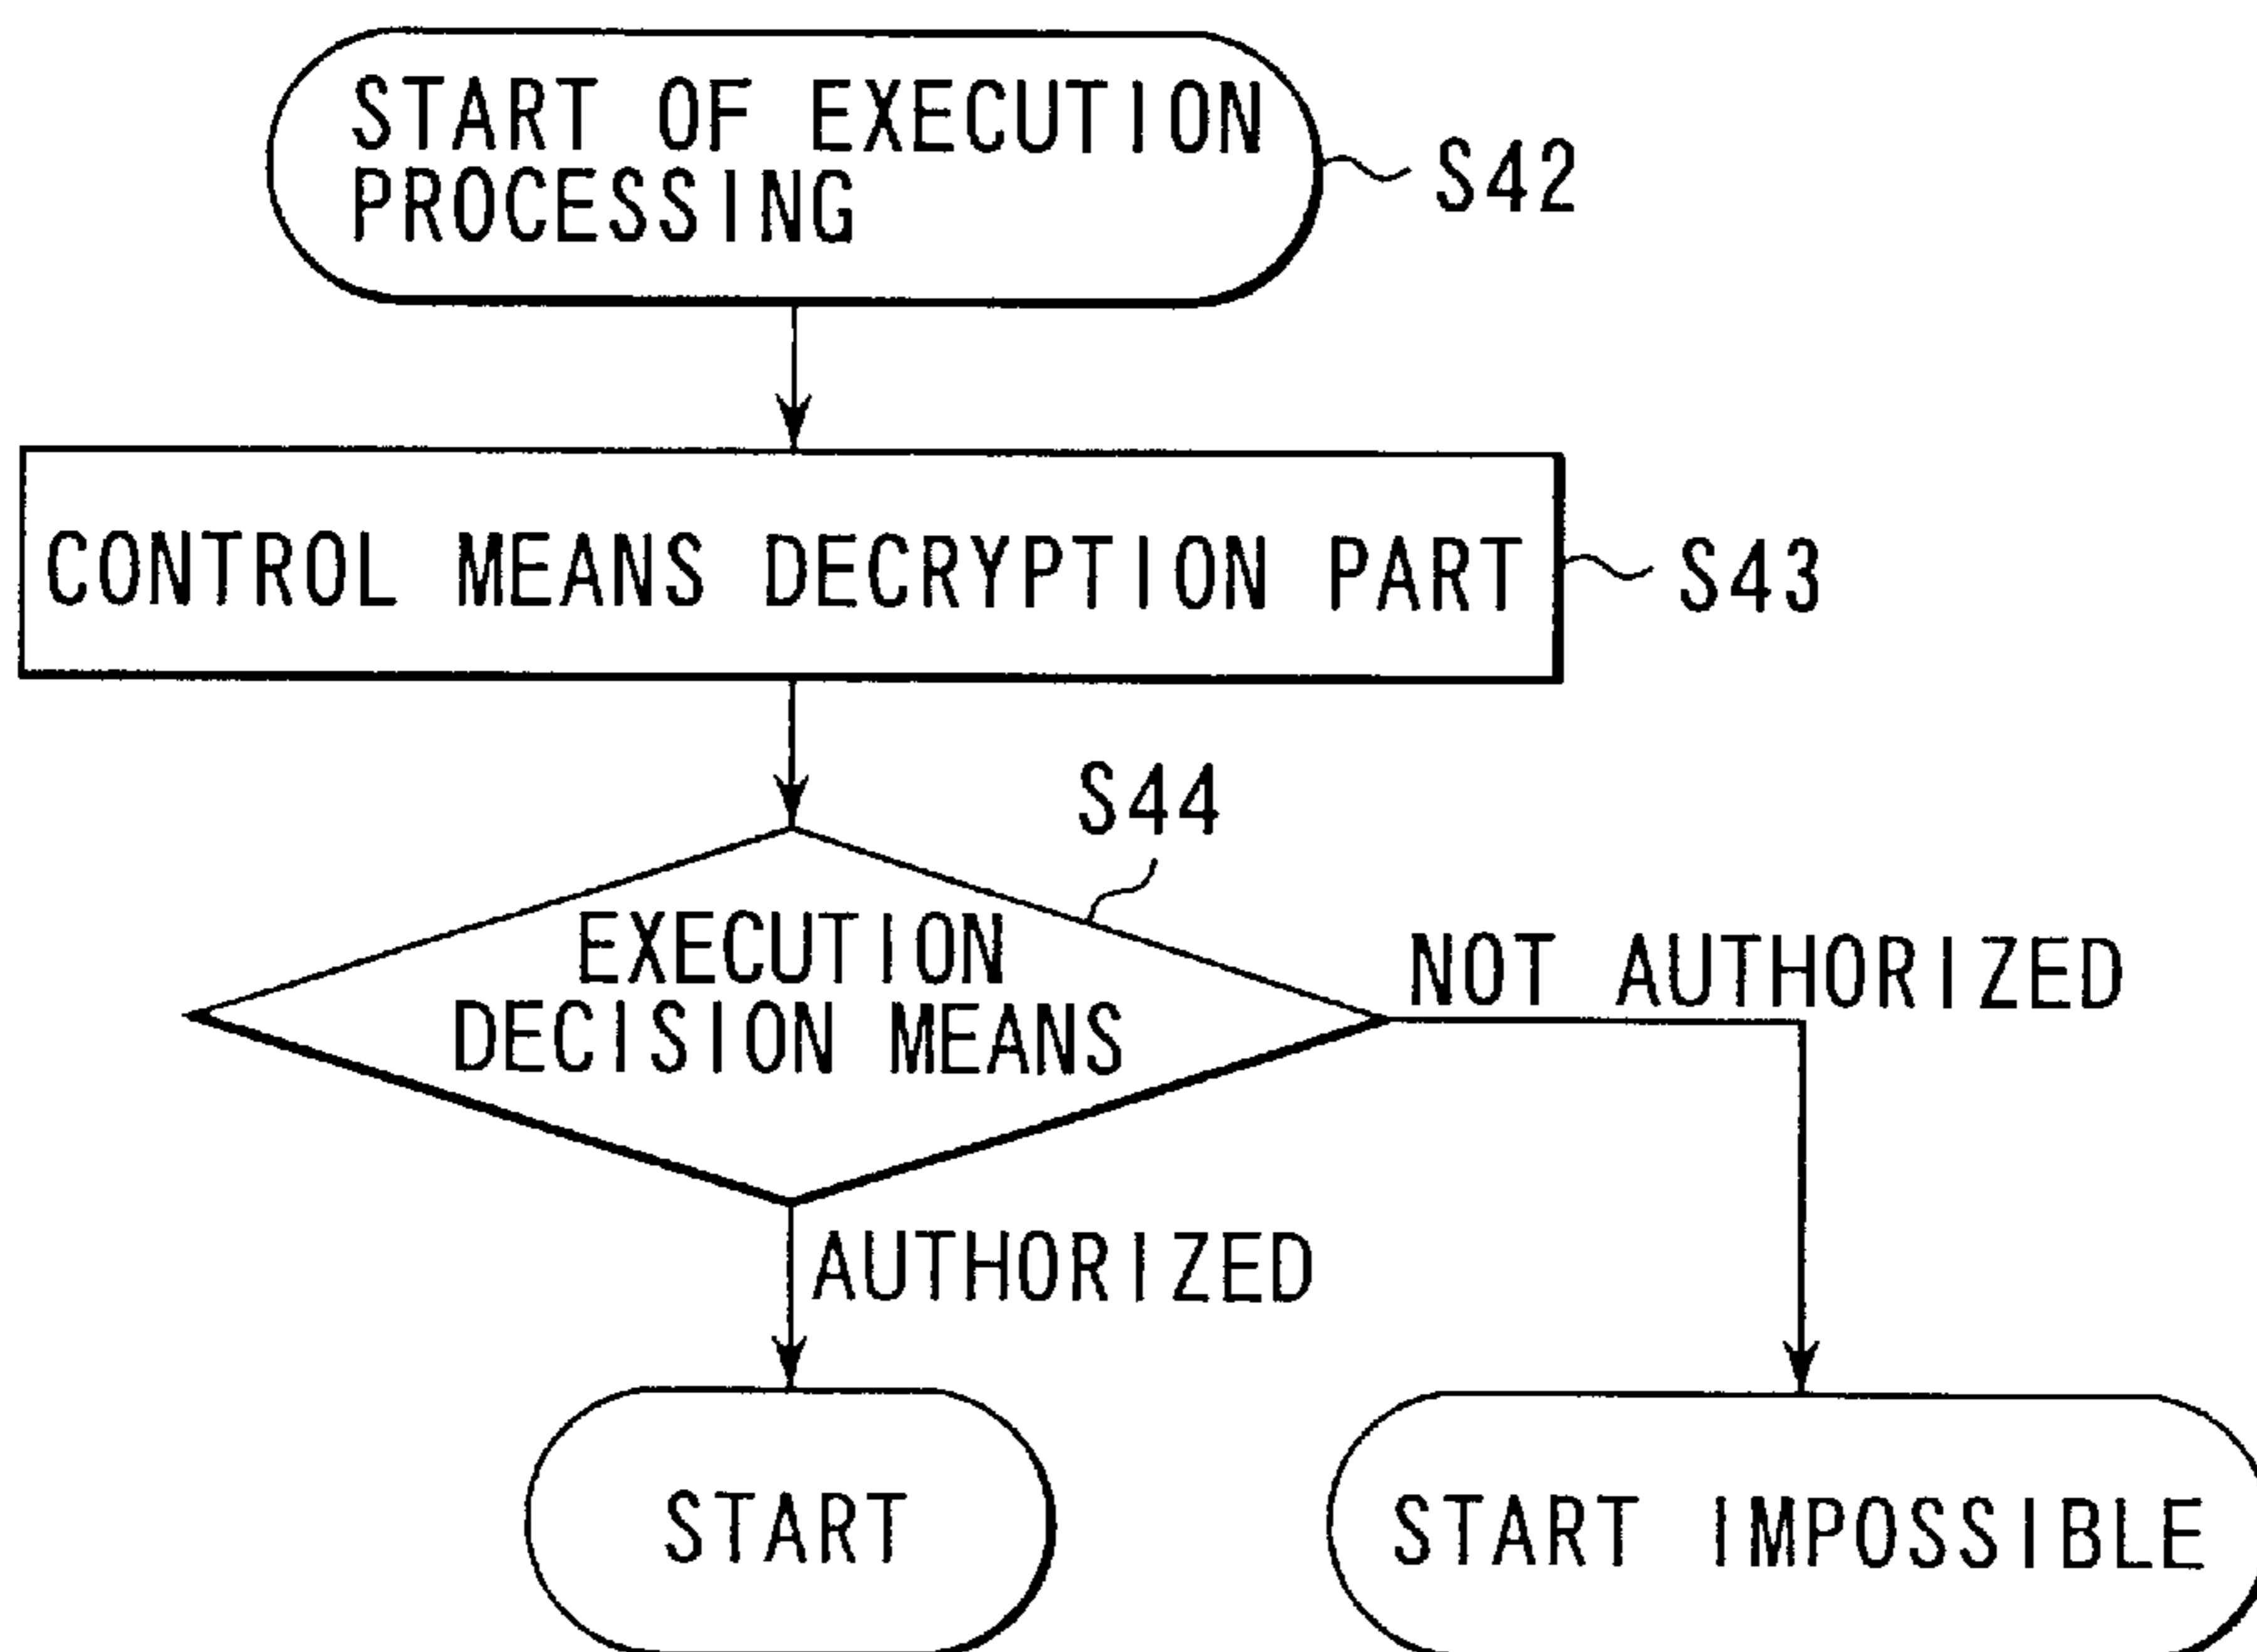 START OF EXECUTION
PROCESSING
S42
CONTROL MEANS DECRYPTION PART
S43
S44
EXECUTION
DECISION MEANS
NOT AUTHORIZED
AUTHORIZED
START
START IMPOSSIBLE